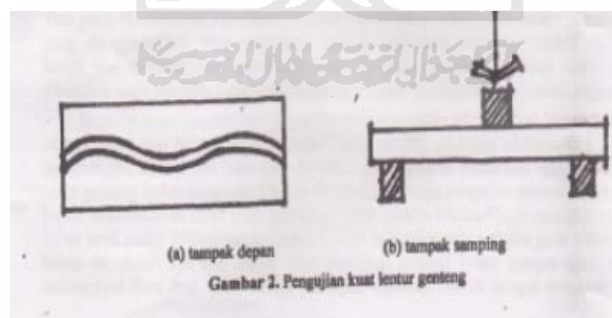 (a) tampak depan
(b) tampak samping
Gambar 2. Pengujian kuat lentur genteng